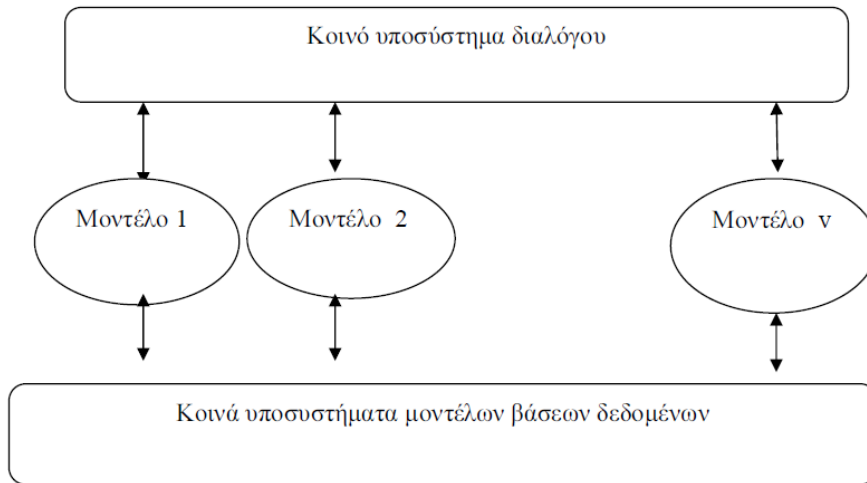 Κοινό υποσύστημα διαλόγου
Μοντέλο 1
Μοντέλο 2
Μοντέλο v
Κοινά υποσυστήματα μοντέλων βάσεων δεδομένων